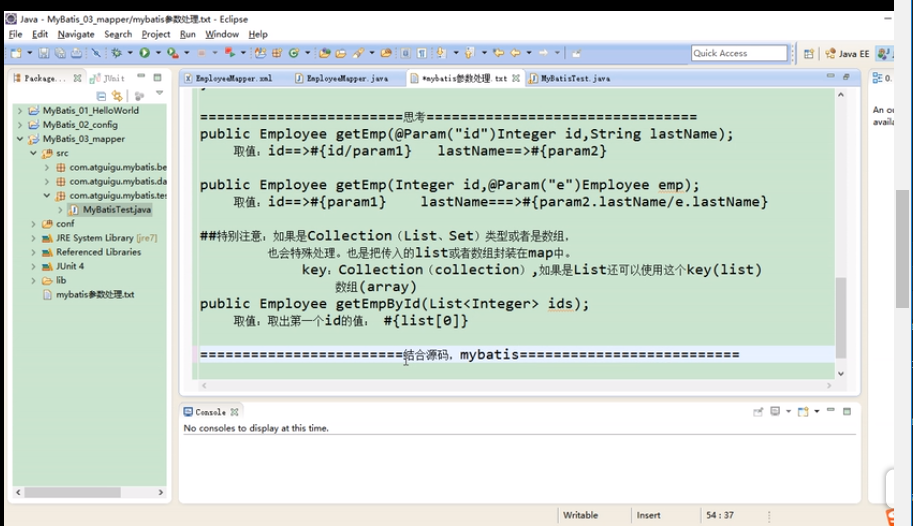 Java - MyBatis_03_mapper/mybatis参数处理.txt - Eclipse
File Edit Navigate Search Project Run Window Help
Quick Access
Java EE
Package...
JUnit
EmployeeMapper.xml
EmployeeMapper.java
*mybatis参数处理.txt
MyBatisTest.java
MyBatis_01_HelloWorld
MyBatis_02_config
MyBatis_03_mapper
src
com.atguigu.mybatis.be
com.atguigu.mybatis.da
com.atguigu.mybatis.tes
MyBatisTest.java
conf
JRE System Library [jre7]
Referenced Libraries
JUnit 4
lib
mybatis参数处理.txt
========================思考================================
public Employee getEmp(@Param("id")Integer id,String lastName);
取值：id==>#{id/param1} lastName==>#{param2}
public Employee getEmp(Integer id,@Param("e")Employee emp);
取值：id==>#{param1} lastName===>#{param2.lastName/e.lastName}
##特别注意：如果是Collection（List、Set）类型或者是数组，
也会特殊处理。也是把传入的list或者数组封装在map中。
key：Collection（collection）,如果是List还可以使用这个key(list)
数组(array)
public Employee getEmpById(List<Integer> ids);
取值：取出第一个id的值： #{list[0]}
========================结合源码，mybatis==========================
An ou
availa
Console
No consoles to display at this time.
Writable
Insert
54 : 37